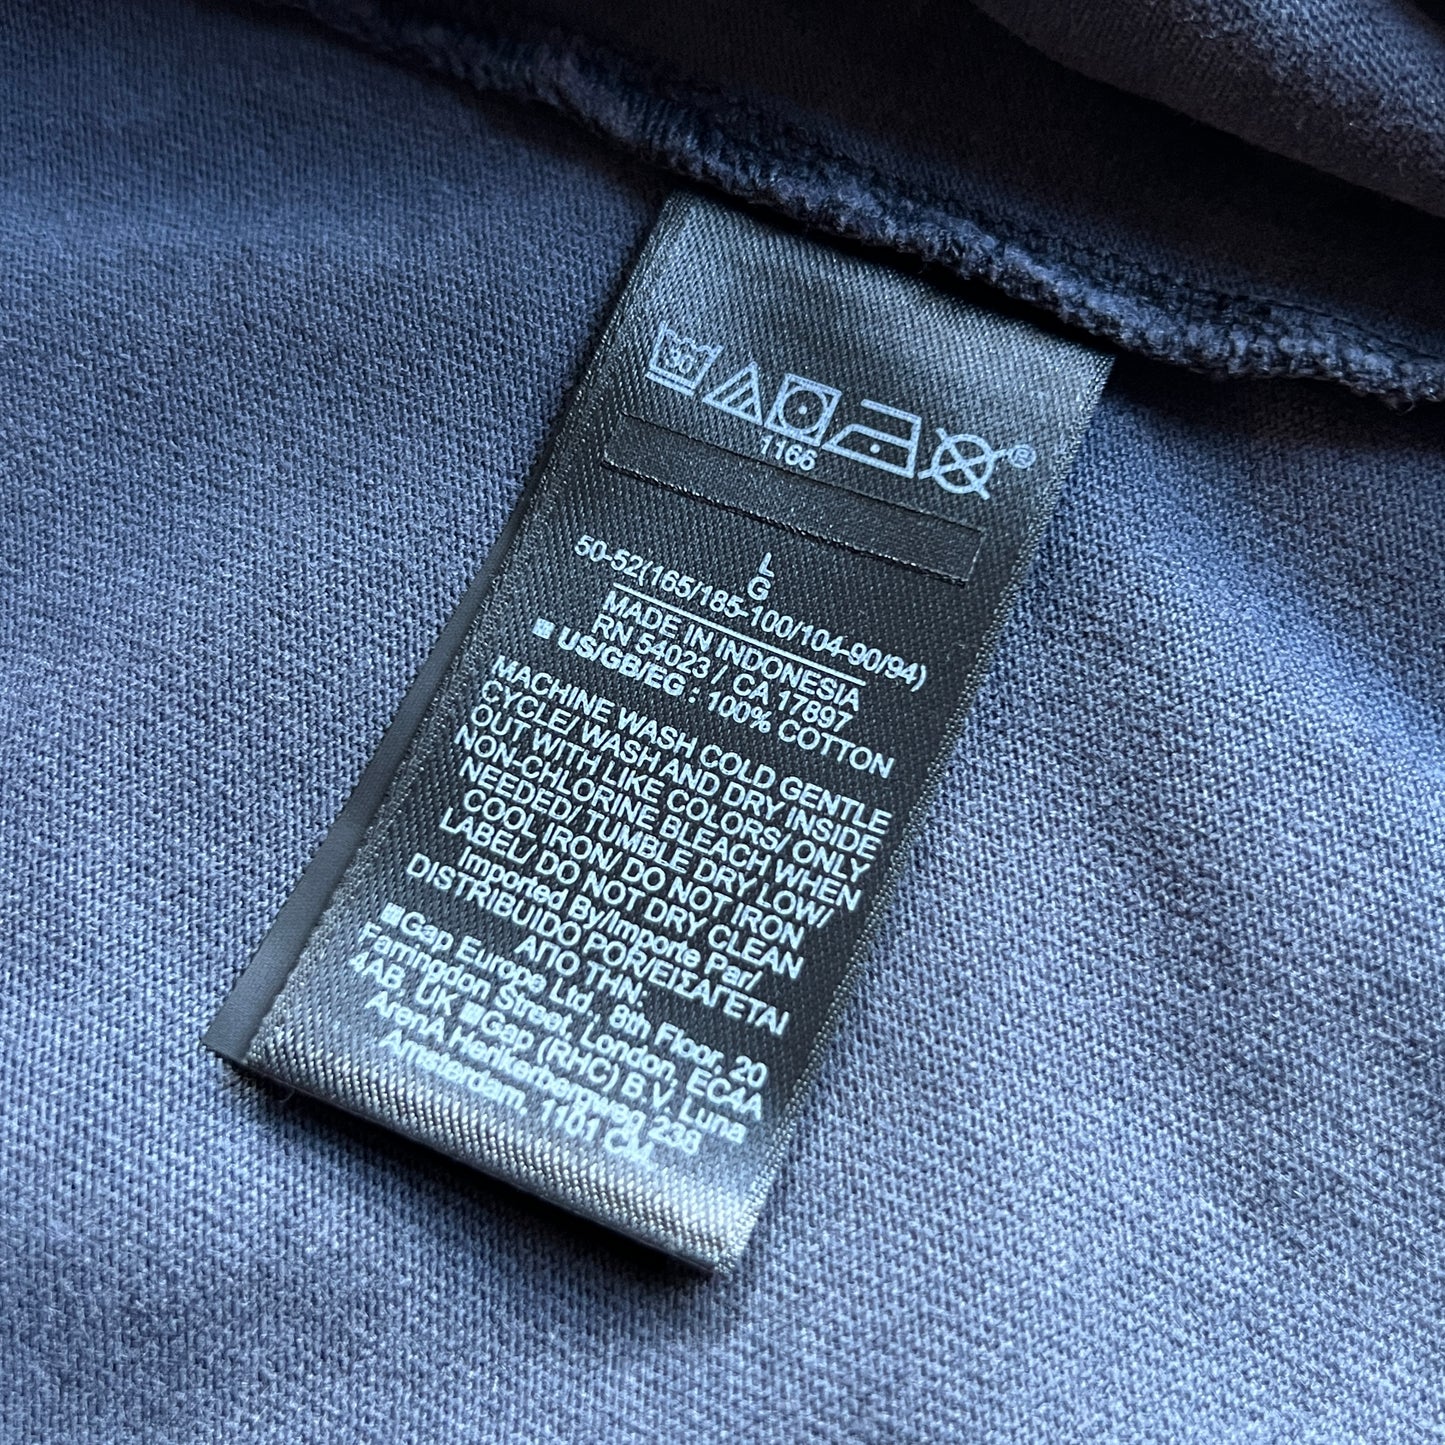 30
1166
L
G
50-52(165/185-100/104-90/94)
MADE IN INDONESIA
RN 54023 / CA 17897
US/GB/EG : 100% COTTON
MACHINE WASH COLD GENTLE
CYCLE/ WASH AND DRY INSIDE
OUT WITH LIKE COLORS/ ONLY
NON-CHLORINE BLEACH WHEN
NEEDED/ TUMBLE DRY LOW/
COOL IRON/ DO NOT IRON
LABEL/ DO NOT DRY CLEAN
Imported By/Importe Par/
DISTRIBUIDO POR/ΕΙΣΑΓΕΤΑΙ
ΑΠΟ ΤΗΝ:
Gap Europe Ltd., 8th Floor, 20
Farringdon Street, London, EC4A
4AB, UK Gap (RHC) B.V. Luna
ArenA Herikerbergweg 238
Amsterdam, 1101 CM